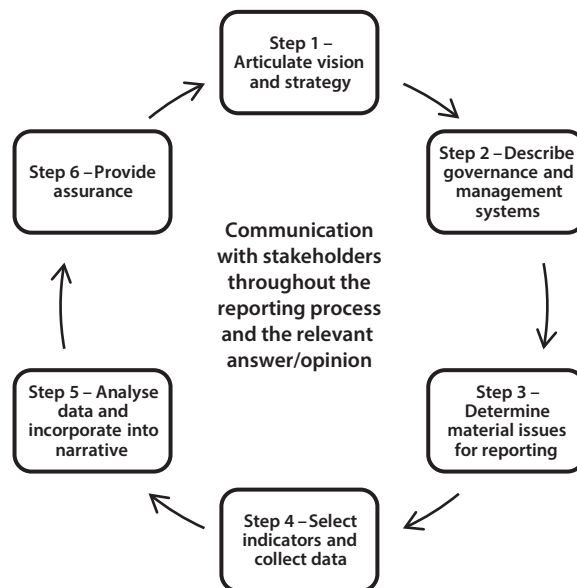 Step 1 –
Articulate vision
and strategy
Step 2 – Describe
governance and
management
systems
Step 3 –
Determine
material issues
for reporting
Step 4 – Select
indicators and
collect data
Step 5 – Analyse
data and
incorporate into
narrative
Step 6 – Provide
assurance
Communication
with stakeholders
throughout the
reporting process
and the relevant
answer/opinion